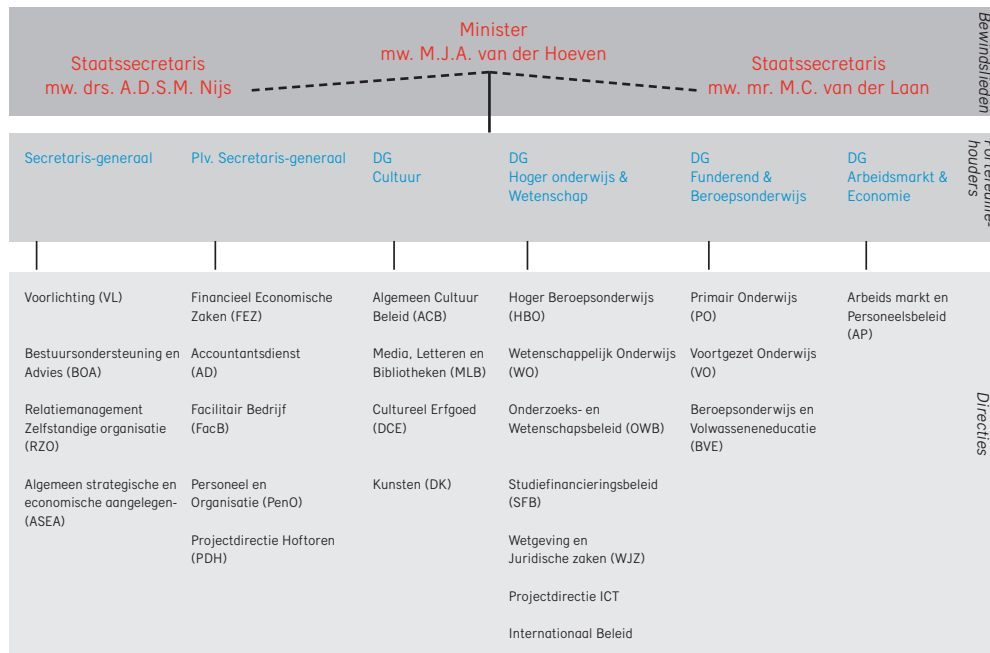 Minister
mw. M.J.A. van der Hoeven
Staatssecretaris
mw. drs. A.D.S.M. Nijs
Staatssecretaris
mw. mr. M.C. van der Laan
Bewindslieden
Secretaris-generaal
Plv. Secretaris-generaal
DG
Cultuur
DG
Hoger onderwijs &
Wetenschap
DG
Funderend &
Beroepsonderwijs
DG
Arbeidsmarkt &
Economie
houders
Voorlichting (VL)
Bestuursondersteuning en
Advies (BOA)
Relatiemanagement
Zelfstandige organisatie
(RZO)
Algemeen strategische en
economische aangelegen-
(ASEA)
Financieel Economische
Zaken (FEZ)
Accountantsdienst
(AD)
Facilitair Bedrijf
(FacB)
Personeel en
Organisatie (PenO)
Projectdirectie Hoftoren
(PDH)
Algemeen Cultuur
Beleid (ACB)
Media, Letteren en
Bibliotheken (MLB)
Cultureel Erfgoed
(DCE)
Kunsten (DK)
Hoger Beroepsonderwijs
(HBO)
Wetenschappelijk Onderwijs
(WO)
Onderzoeks- en
Wetenschapsbeleid (OWB)
Studiefinancieringsbeleid
(SFB)
Wetgeving en
Juridische zaken (WJZ)
Projectdirectie ICT
Internationaal Beleid
Primair Onderwijs
(PO)
Voortgezet Onderwijs
(VO)
Beroepsonderwijs en
Volwasseneneducatie
(BVE)
Arbeids markt en
Personeelsbeleid
(AP)
Directies